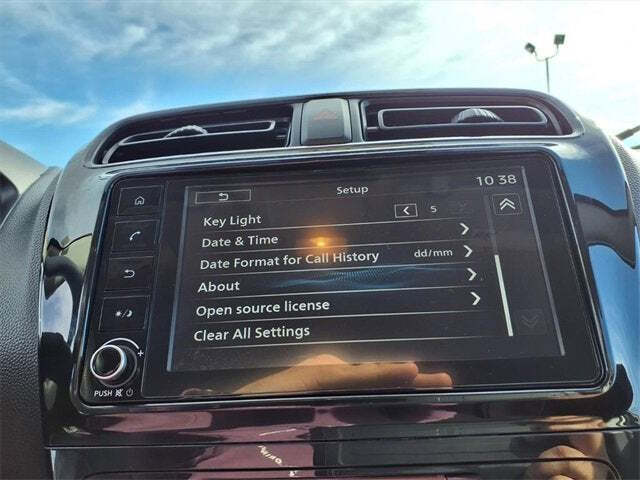 Setup
10 38
Key Light
5
Date & Time
Date Format for Call History
dd/mm
About
Open source license
Clear All Settings
PUSH